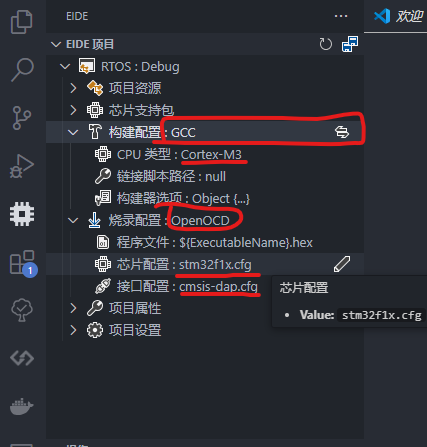 EIDE
欢迎
EIDE 项目
RTOS : Debug
项目资源
芯片支持包
构建配置 : GCC
CPU 类型 : Cortex-M3
链接脚本路径 : null
构建器选项 : Object {...}
烧录配置 : OpenOCD
程序文件 : ${ExecutableName}.hex
芯片配置 : stm32f1x.cfg
接口配置 : cmsis-dap.cfg
芯片配置
项目属性
Value: stm32f1x.cfg
项目设置
1